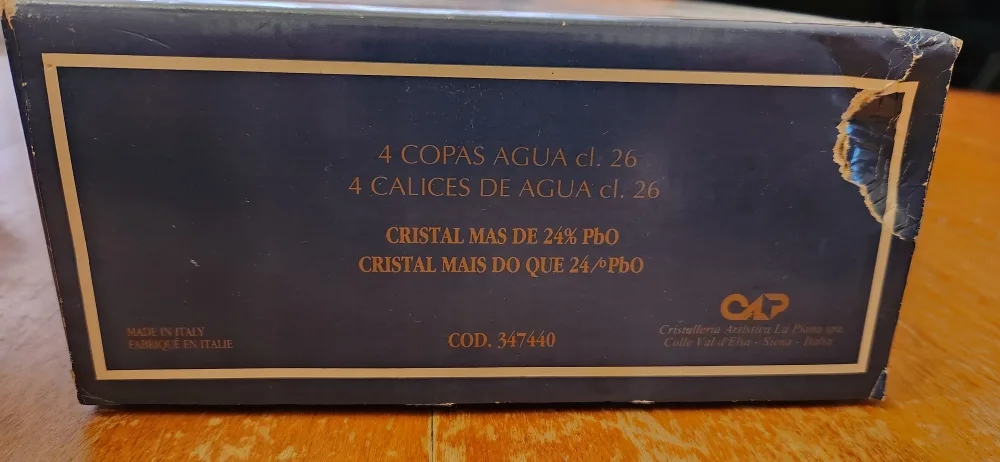 4 COPAS AGUA cl. 26
4 CALICES DE AGUA cl. 26
CRISTAL MAS DE 24% PbO
CRISTAL MAIS DO QUE 24% PbO
MADE IN ITALY
FABRIQUÉ EN ITALIE
COD. 347440
CAP
Cristalleria Artistica La Piana spa.
Colle Val d'Elsa - Siena - Italia